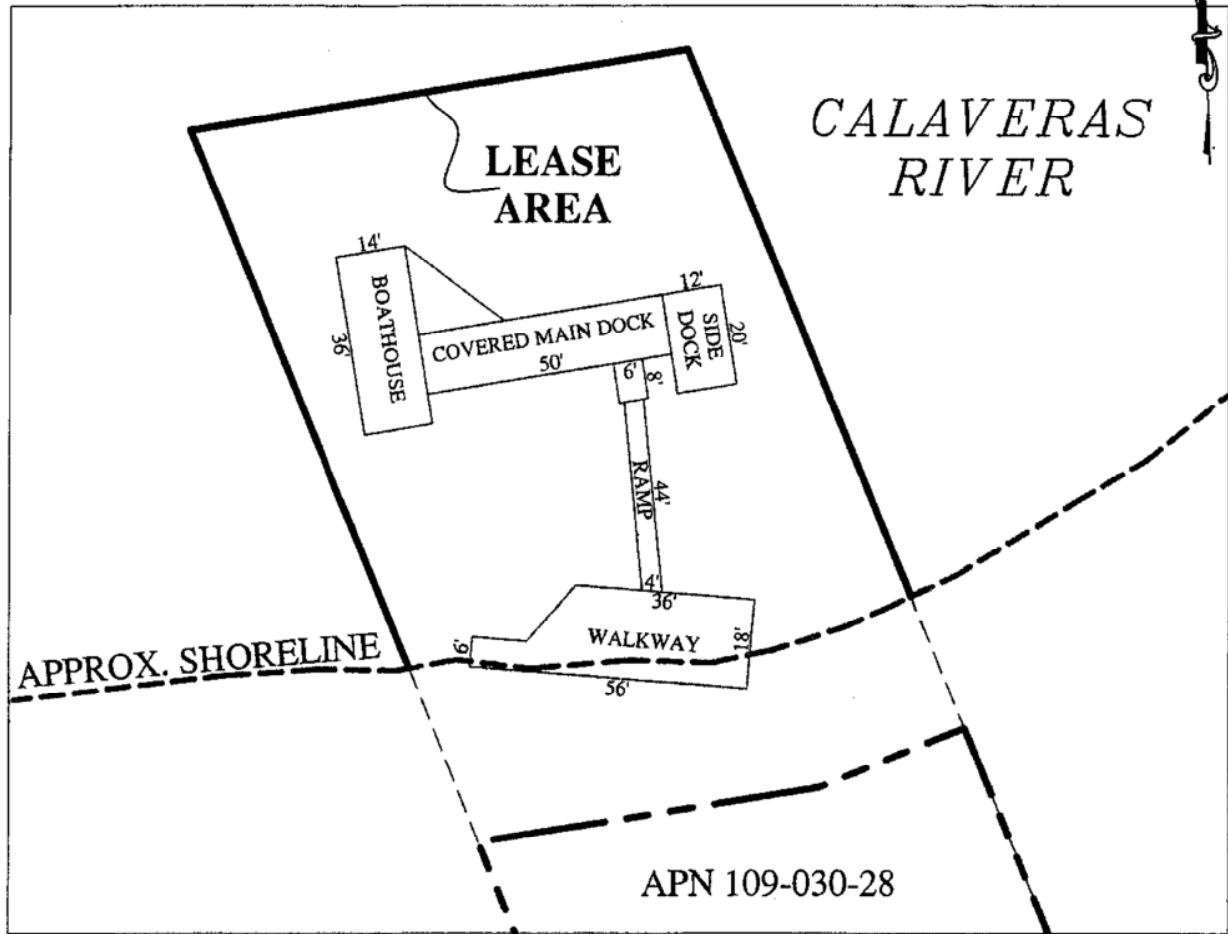 CALAVERAS
RIVER
LEASE
AREA
14'
BOATHOUSE
36'
COVERED MAIN DOCK
50'
12'
SIDE
DOCK
20'
6'
8'
RAMP
44'
4'
36'
WALKWAY
18'
6'
56'
APPROX. SHORELINE
APN 109-030-28